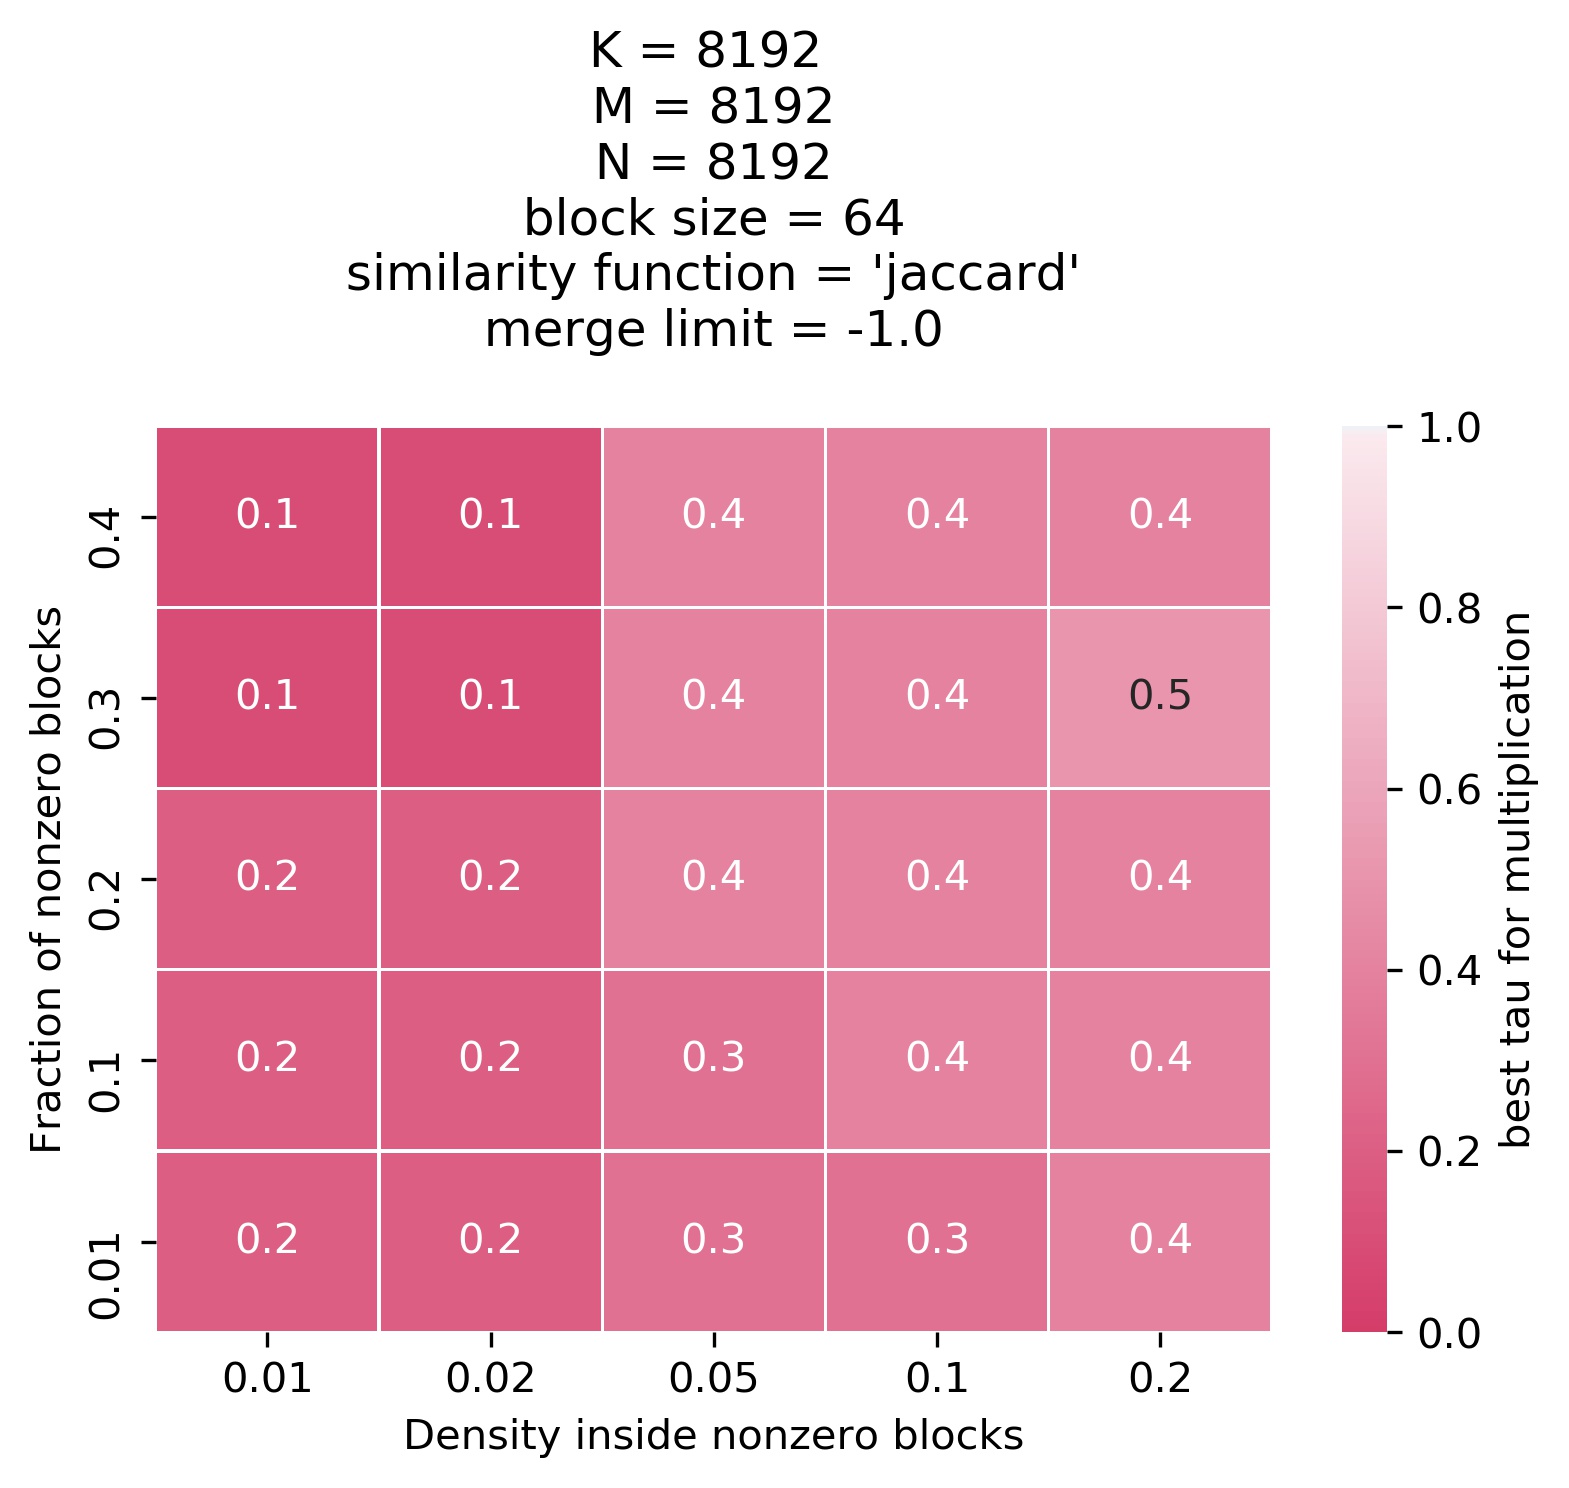 K = 8192
M = 8192
N = 8192
block size = 64
similarity function = 'jaccard'
merge limit = -1.0
Fraction of nonzero blocks
0.4
0.1 0.1 0.4 0.4 0.4
0.3
0.1 0.1 0.4 0.4 0.5
0.2
0.2 0.2 0.4 0.4 0.4
0.1
0.2 0.2 0.3 0.4 0.4
0.01
0.2 0.2 0.3 0.3 0.4
0.01 0.02 0.05 0.1 0.2
Density inside nonzero blocks
1.0
0.8
0.6
0.4
0.2
0.0
best tau for multiplication